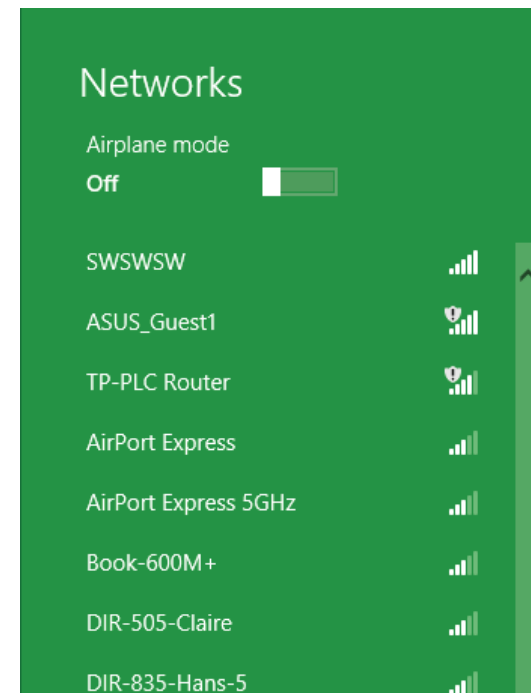 Networks
Airplane mode
Off
SWSWSW
ASUS_Guest1
TP-PLC Router
AirPort Express
AirPort Express 5GHz
Book-600M+
DIR-505-Claire
DIR-835-Hans-5